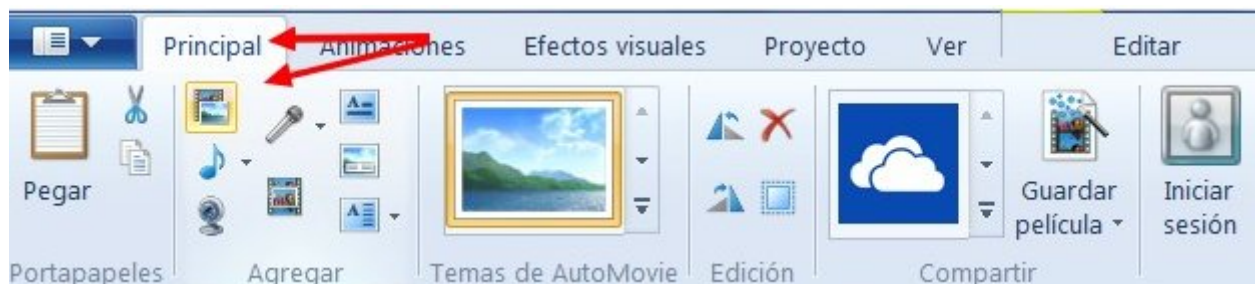 Principal Animaciones Efectos visuales Proyecto Ver Editar
Pegar
Guardar película
Iniciar sesión
Portapapeles Agregar Temas de AutoMovie Edición Compartir